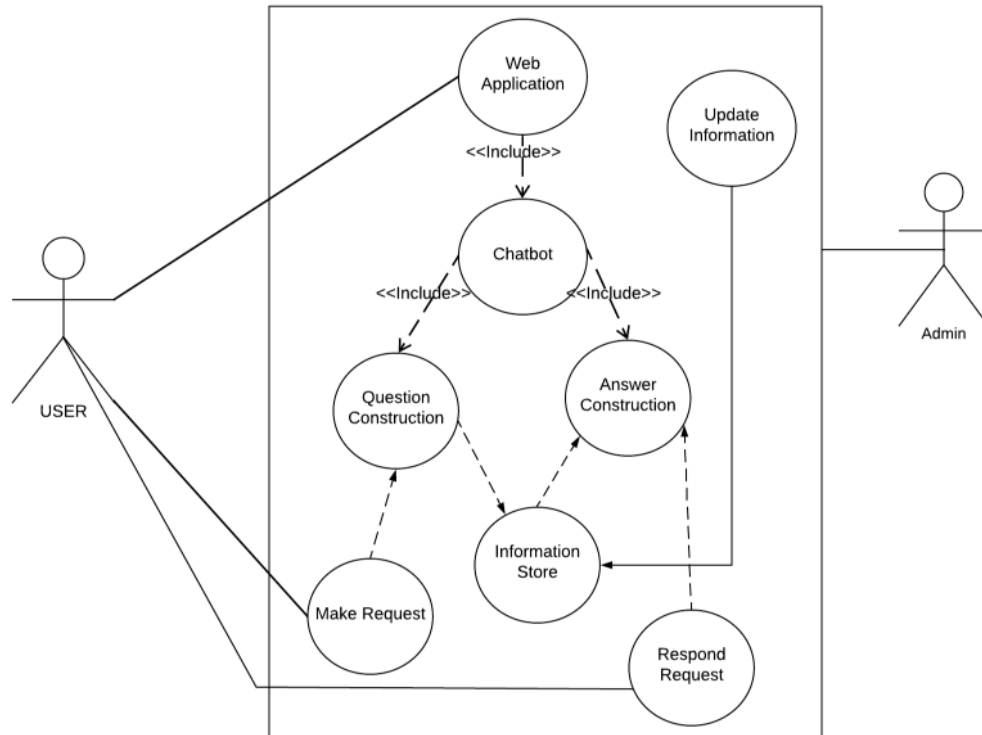 Web
Application
Update
Information
<<Include>>
Chatbot
<<Include>>
<<Include>>
Admin
USER
Question
Construction
Answer
Construction
Information
Store
Make Request
Respond
Request